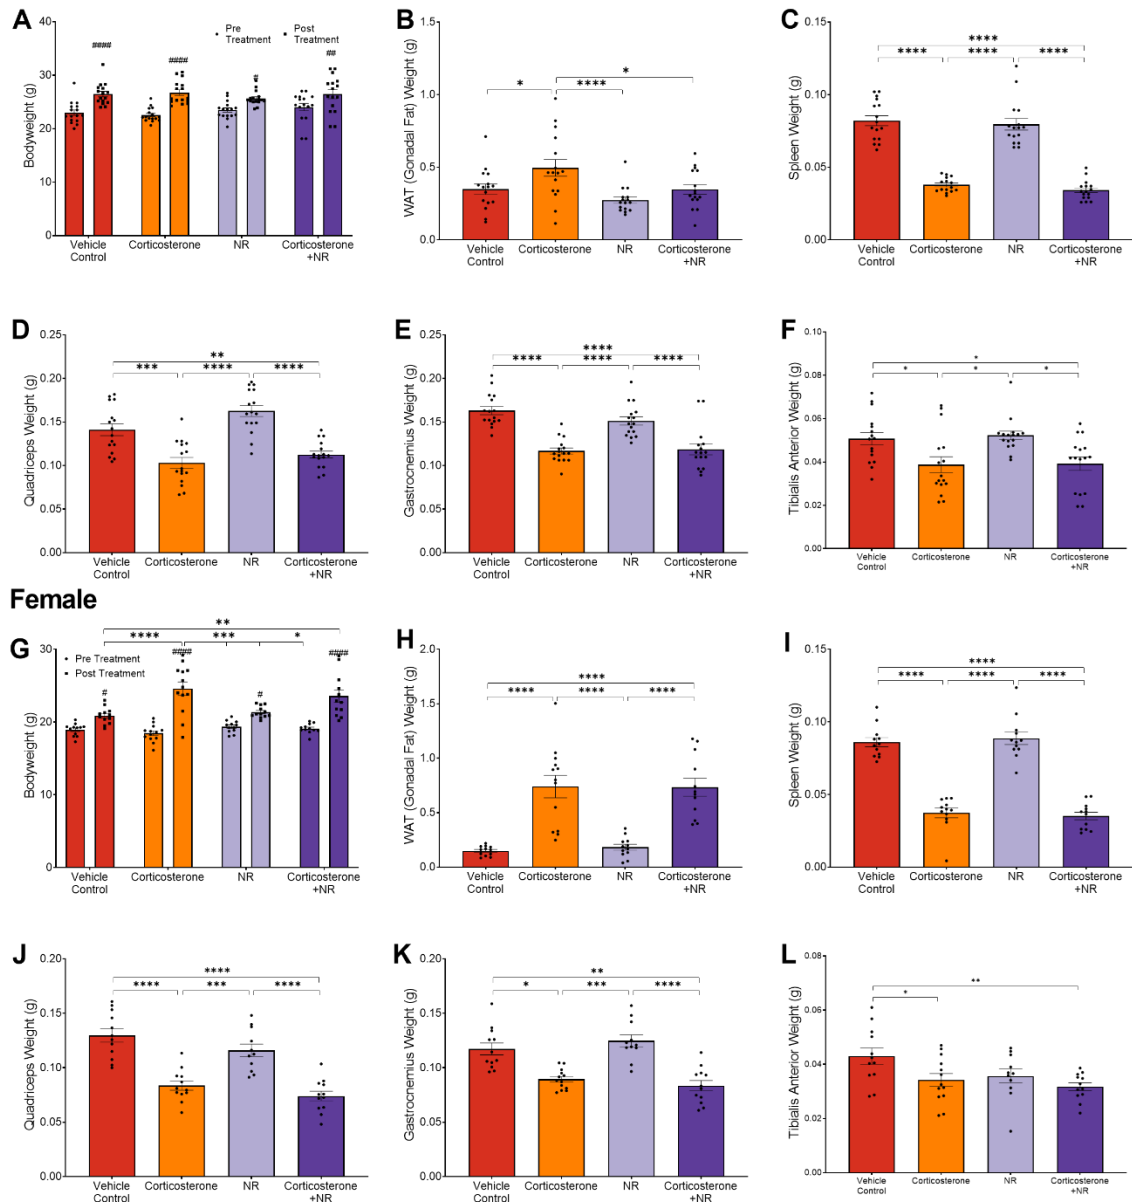 A
Bodyweight (g)
40
30
20
10
0
Pre Treatment
Post Treatment
####
####
#
##
Vehicle Control
Corticosterone
NR
Corticosterone +NR
B
WAT (Gonadal Fat) Weight (g)
1.5
1.0
0.5
0.0
*
*
****
Vehicle Control
Corticosterone
NR
Corticosterone +NR
C
Spleen Weight (g)
0.15
0.10
0.05
0.00
****
**** **** ****
Vehicle Control
Corticosterone
NR
Corticosterone +NR
D
Quadriceps Weight (g)
0.25
0.20
0.15
0.10
0.05
0.00
**
*** **** ****
Vehicle Control
Corticosterone
NR
Corticosterone +NR
E
Gastrocnemius Weight (g)
0.25
0.20
0.15
0.10
0.05
0.00
****
**** **** ****
Vehicle Control
Corticosterone
NR
Corticosterone +NR
F
Tibialis Anterior Weight (g)
0.10
0.08
0.06
0.04
0.02
0.00
*
* * *
Vehicle Control
Corticosterone
NR
Corticosterone +NR
Female
G
Bodyweight (g)
30
20
10
0
Pre Treatment
Post Treatment
**
**** *** *
#
####
#
####
Vehicle Control
Corticosterone
NR
Corticosterone +NR
H
WAT (Gonadal Fat) Weight (g)
2.0
1.5
1.0
0.5
0.0
****
**** **** ****
Vehicle Control
Corticosterone
NR
Corticosterone +NR
I
Spleen Weight (g)
0.15
0.10
0.05
0.00
****
**** **** ****
Vehicle Control
Corticosterone
NR
Corticosterone +NR
J
Quadriceps Weight (g)
0.20
0.15
0.10
0.05
0.00
****
**** *** ****
Vehicle Control
Corticosterone
NR
Corticosterone +NR
K
Gastrocnemius Weight (g)
0.20
0.15
0.10
0.05
0.00
**
* *** ****
Vehicle Control
Corticosterone
NR
Corticosterone +NR
L
Tibialis Anterior Weight (g)
0.08
0.06
0.04
0.02
0.00
**
*
Vehicle Control
Corticosterone
NR
Corticosterone +NR